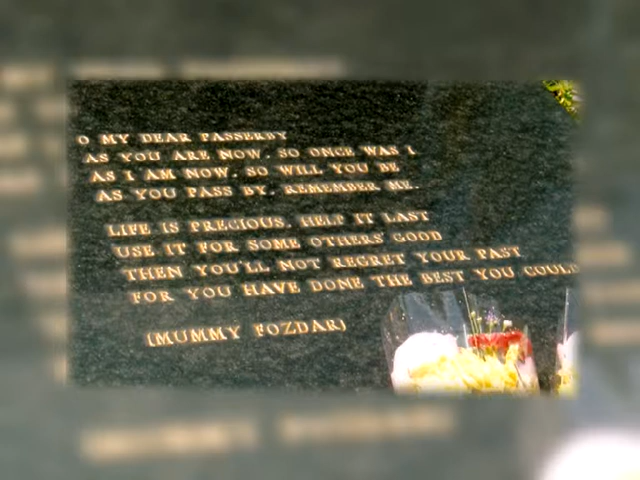 O MY DEAR PASSERBY
AS YOU ARE NOW, SO ONCE WAS I
AS I AM NOW, SO WILL YOU BE
AS YOU PASS BY, REMEMBER ME.
LIFE IS PRECIOUS, HELP IT LAST
USE IT FOR SOME OTHERS' GOOD
THEN YOU'LL NOT REGRET YOUR PAST
FOR YOU HAVE DONE THE BEST YOU COULD
(MUMMY FOZDAR)